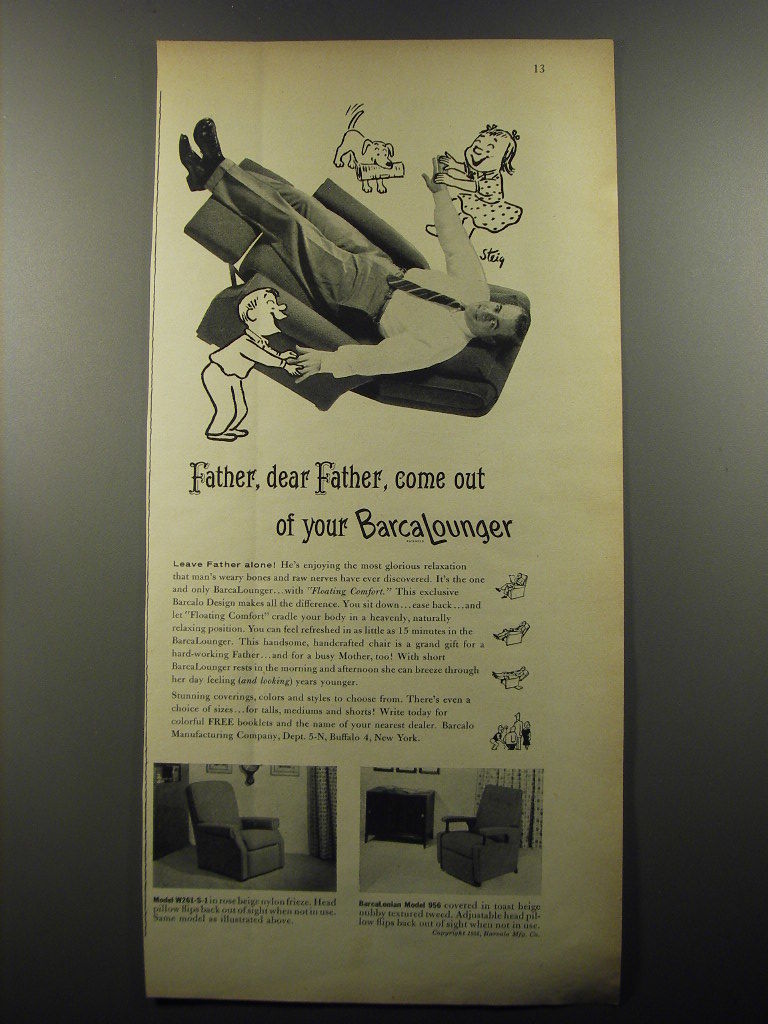 13
Steig
Father, dear Father, come out
of your BarcaLounger
Leave Father alone! He's enjoying the most glorious relaxation
that man's weary bones and raw nerves have ever discovered. It's the one
and only BarcaLounger...with "Floating Comfort." This exclusive
Barcalo Design makes all the difference. You sit down...ease back...and
let "Floating Comfort" cradle your body in a heavenly, naturally
relaxing position. You can feel refreshed in as little as 15 minutes in the
BarcaLounger. This handsome, handcrafted chair is a grand gift for a
hard-working Father...and for a busy Mother, too! With short
BarcaLounger rests in the morning and afternoon she can breeze through
her day feeling (and looking) years younger.
Stunning coverings, colors and styles to choose from. There's even a
choice of sizes...for talls, mediums and shorts! Write today for
colorful FREE booklets and the name of your nearest dealer. Barcalo
Manufacturing Company, Dept. 5-N, Buffalo 4, New York.
Model W261-S-1 in rose beige nylon frieze. Head
pillow flips back out of sight when not in use.
Same model as illustrated above.
BarcaLonian Model 956 covered in toast beige
nubby textured tweed. Adjustable head pil-
low flips back out of sight when not in use.
Copyright Barcalo Mfg. Co.